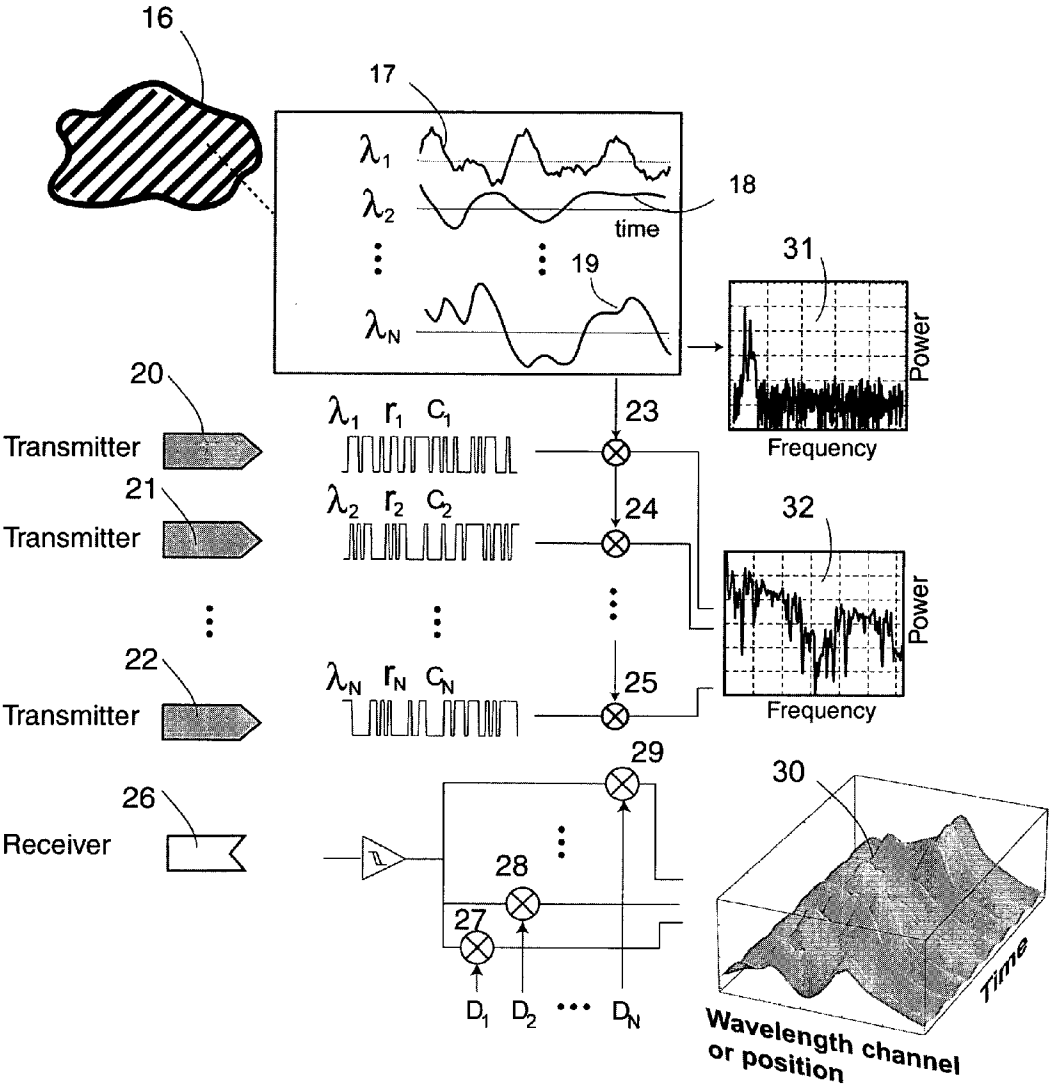 16
17
λ1
18
λ2
time
31
19
λN
Power
20
λ1 r1 C1
23
Transmitter
Frequency
21
λ2 r2 C2
24
32
Transmitter
Power
22
λN rN CN
25
Transmitter
Frequency
29
30
26
Receiver
28
27
Time
D1 D2 ••• DN
Wavelength channel
or position